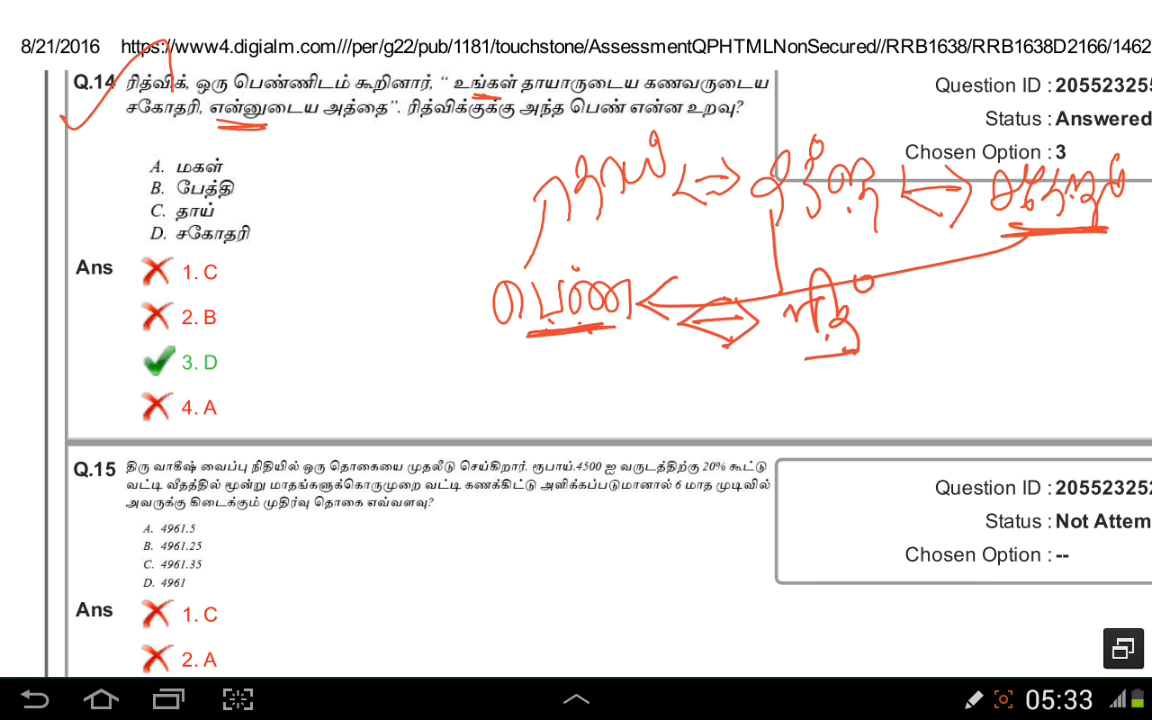 8/21/2016 https://www4.digialm.com///per/g22/pub/1181/touchstone/AssessmentQPHTMLNonSecured//RRB1638/RRB1638D2166/1462
Q.14 ரித்விக், ஒரு பெண்ணிடம் கூறினார், “ உங்கள் தாயாருடைய கணவருடைய
சகோதரி, என்னுடைய அத்தை”. ரித்விக்குக்கு அந்த பெண் என்ன உறவு?
A. மகள்
B. பேத்தி
C. தாய்
D. சகோதரி
Ans
1. C
2. B
3. D
4. A
Question ID : 205523255
Status : Answered
Chosen Option : 3
தாய்
பெண்
Q.15 திரு வாகீஷ் வைப்பு நிதியில் ஒரு தொகையை முதலீடு செய்கிறார். ரூபாய்.4500 ஐ வருடத்திற்கு 20% கூட்டு
வட்டி வீதத்தில் மூன்று மாதங்களுக்கொருமுறை வட்டி கணக்கிட்டு அளிக்கப்படுமானால் 6 மாத முடிவில்
அவருக்கு கிடைக்கும் முதிர்வு தொகை எவ்வளவு?
A. 4961.5
B. 4961.25
C. 4961.35
D. 4961
Ans
1. C
2. A
Question ID : 205523252
Status : Not Attem
Chosen Option : --
05:33